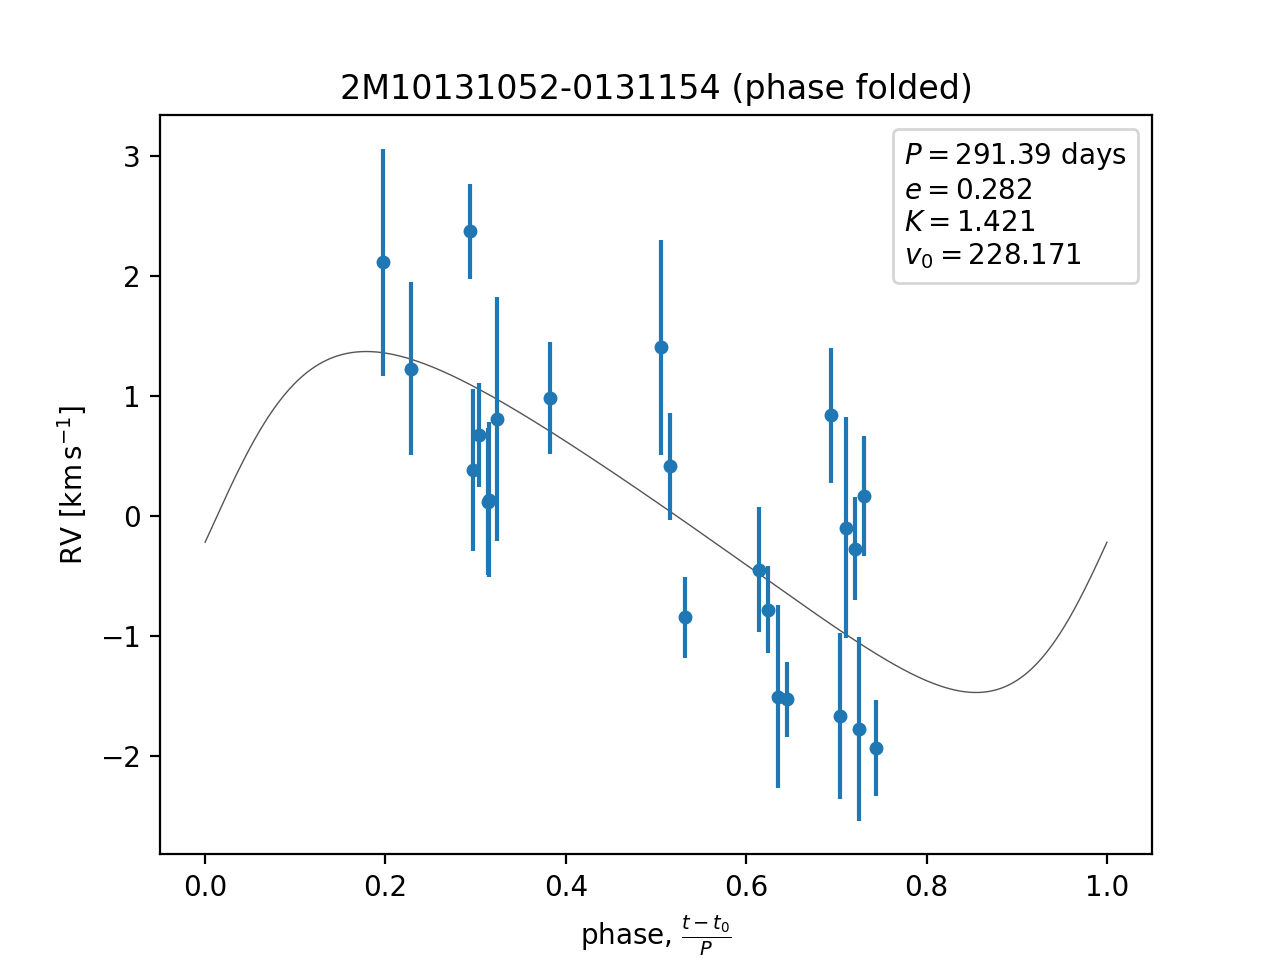 2M10131052-0131154 (phase folded)
P = 291.39 days
e = 0.282
K = 1.421
v₀ = 228.171
3
2
1
0
−1
−2
RV [km s⁻¹]
0.0 0.2 0.4 0.6 0.8 1.0
phase, (t − t₀)/P